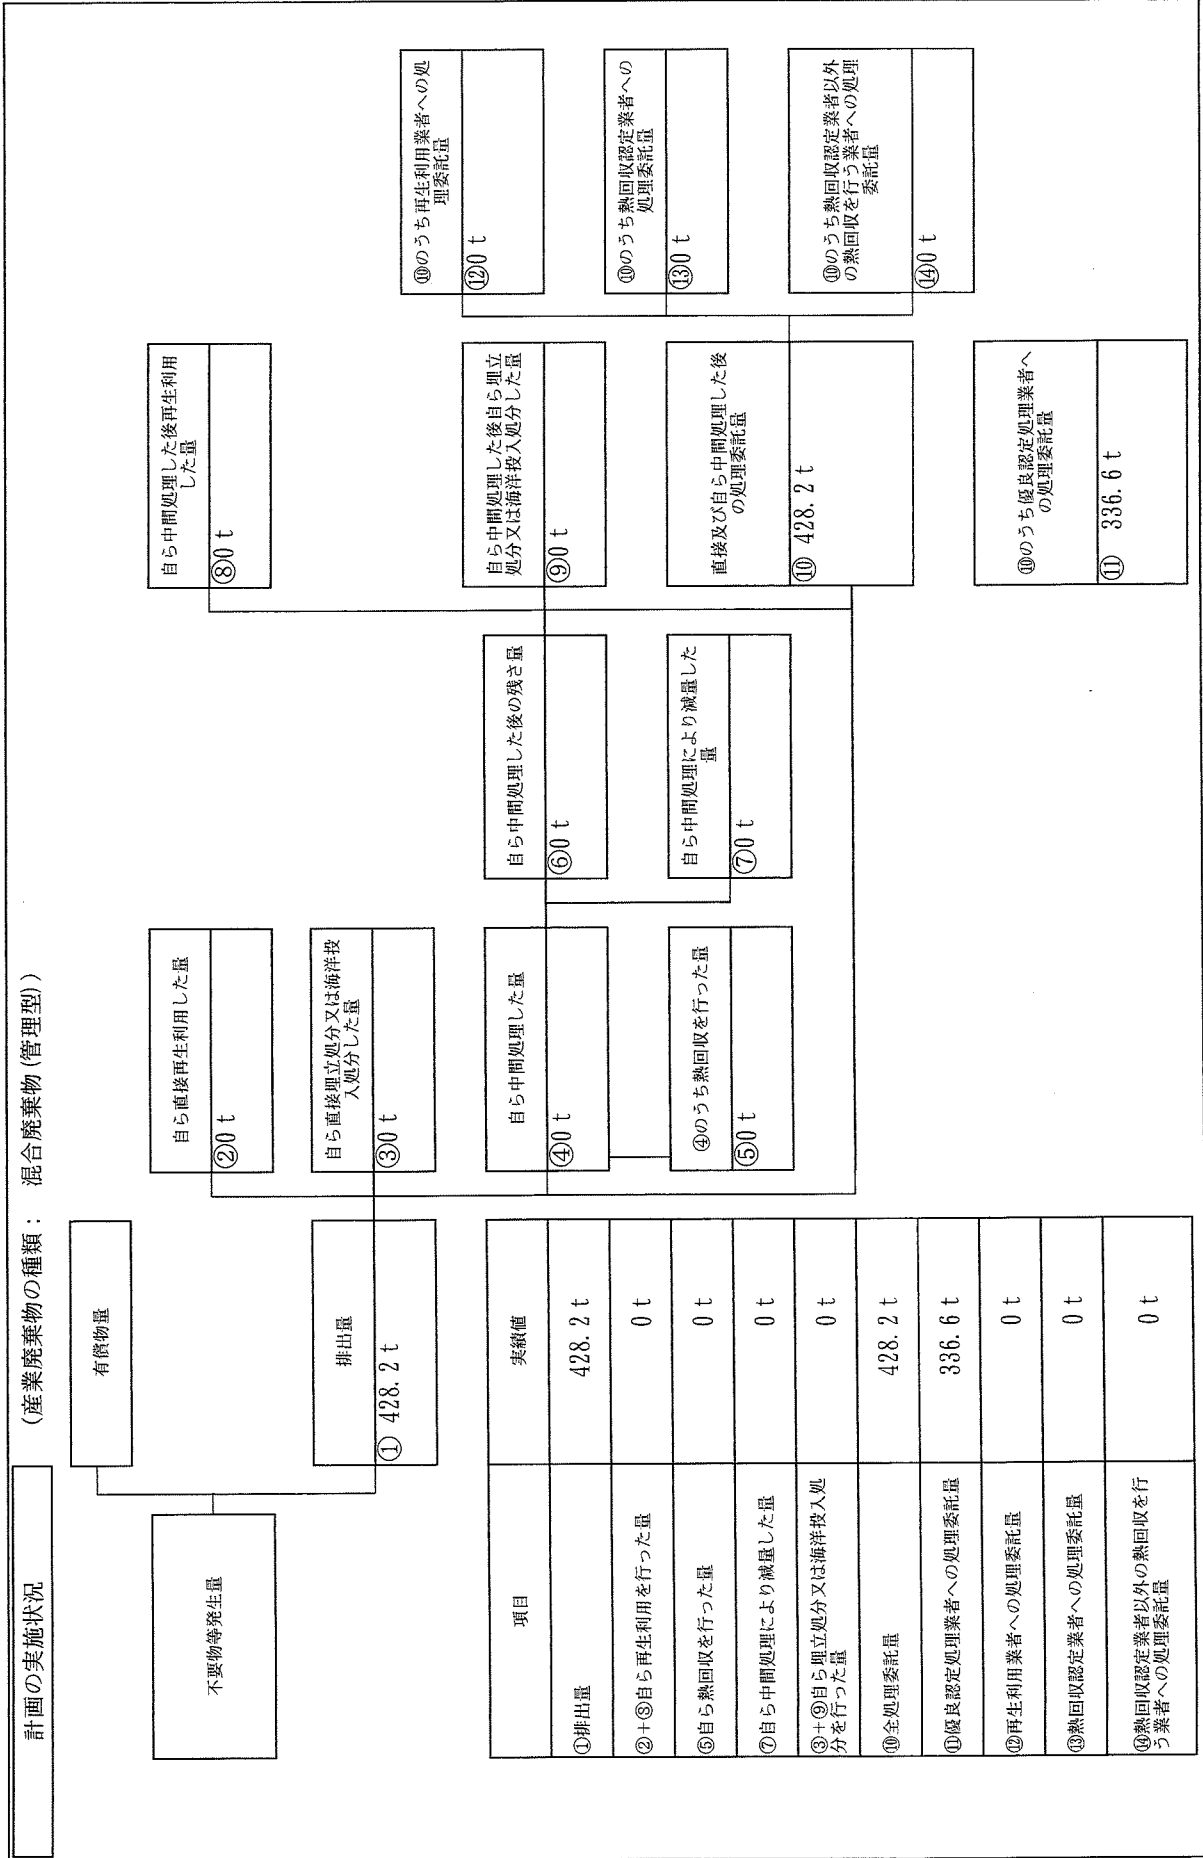 計画の実施状況
(産業廃棄物の種類： 混合廃棄物(管理型))
不要物等発生量
有償物量
排出量
① 428.2 t
自ら直接再生利用した量
②0 t
自ら直接埋立処分又は海洋投
入処分した量
③0 t
自ら中間処理した量
④0 t
④のうち熱回収を行った量
⑤0 t
自ら中間処理した後の残さ量
⑥0 t
自ら中間処理により減量した
量
⑦0 t
自ら中間処理した後再生利用
した量
⑧0 t
自ら中間処理した後自ら埋立
処分又は海洋投入処分した量
⑨0 t
直接及び自ら中間処理した後
の処理委託量
⑩ 428.2 t
⑩のうち優良認定処理業者へ
の処理委託量
⑪ 336.6 t
⑩のうち再生利用業者への処
理委託量
⑫0 t
⑩のうち熱回収認定業者への
処理委託量
⑬0 t
⑩のうち熱回収認定業者以外
の熱回収を行う業者への処理
委託量
⑭0 t
項目 実績値
①排出量 428.2 t
②+⑧自ら再生利用を行った量 0 t
⑤自ら熱回収を行った量 0 t
⑦自ら中間処理により減量した量 0 t
③+⑨自ら埋立処分又は海洋投入処
分を行った量 0 t
⑩全処理委託量 428.2 t
⑪優良認定処理業者への処理委託量 336.6 t
⑫再生利用業者への処理委託量 0 t
⑬熱回収認定業者への処理委託量 0 t
⑭熱回収認定業者以外の熱回収を行
う業者への処理委託量 0 t